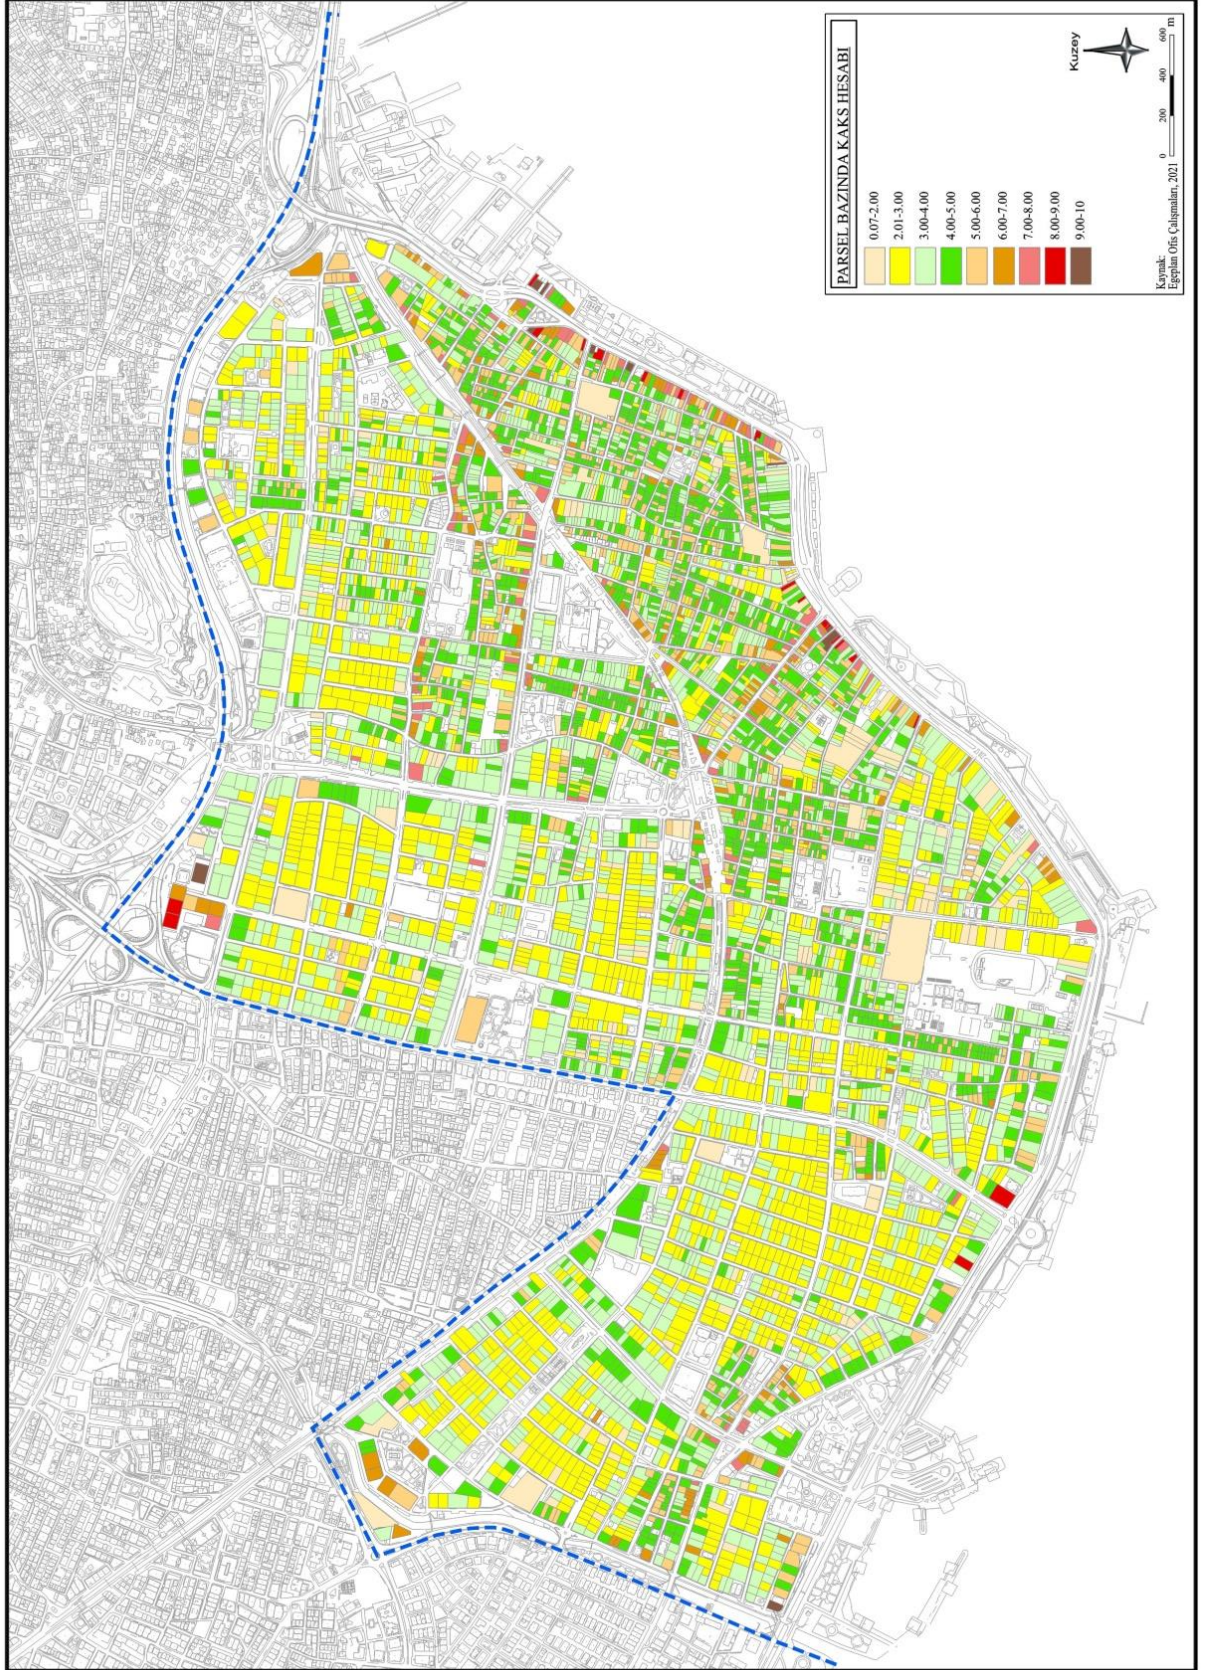 PARSEL BAZINDA KAKS HESABI
0.07-2.00
2.01-3.00
3.00-4.00
4.00-5.00
5.00-6.00
6.00-7.00
7.00-8.00
8.00-9.00
9.00-10
Kuzey
0 200 400 600 m
Kaynak:
Egeplan Ofis Çalışmaları, 2021